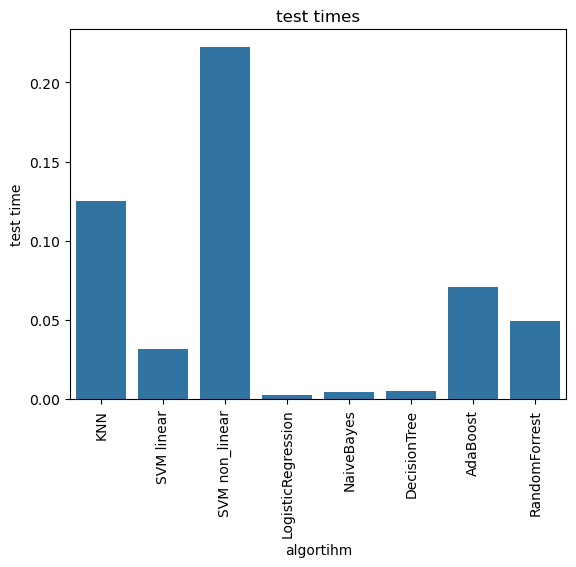 test times
test time
0.20
0.15
0.10
0.05
0.00
KNN
SVM linear
SVM non_linear
LogisticRegression
NaiveBayes
DecisionTree
AdaBoost
RandomForrest
algortihm